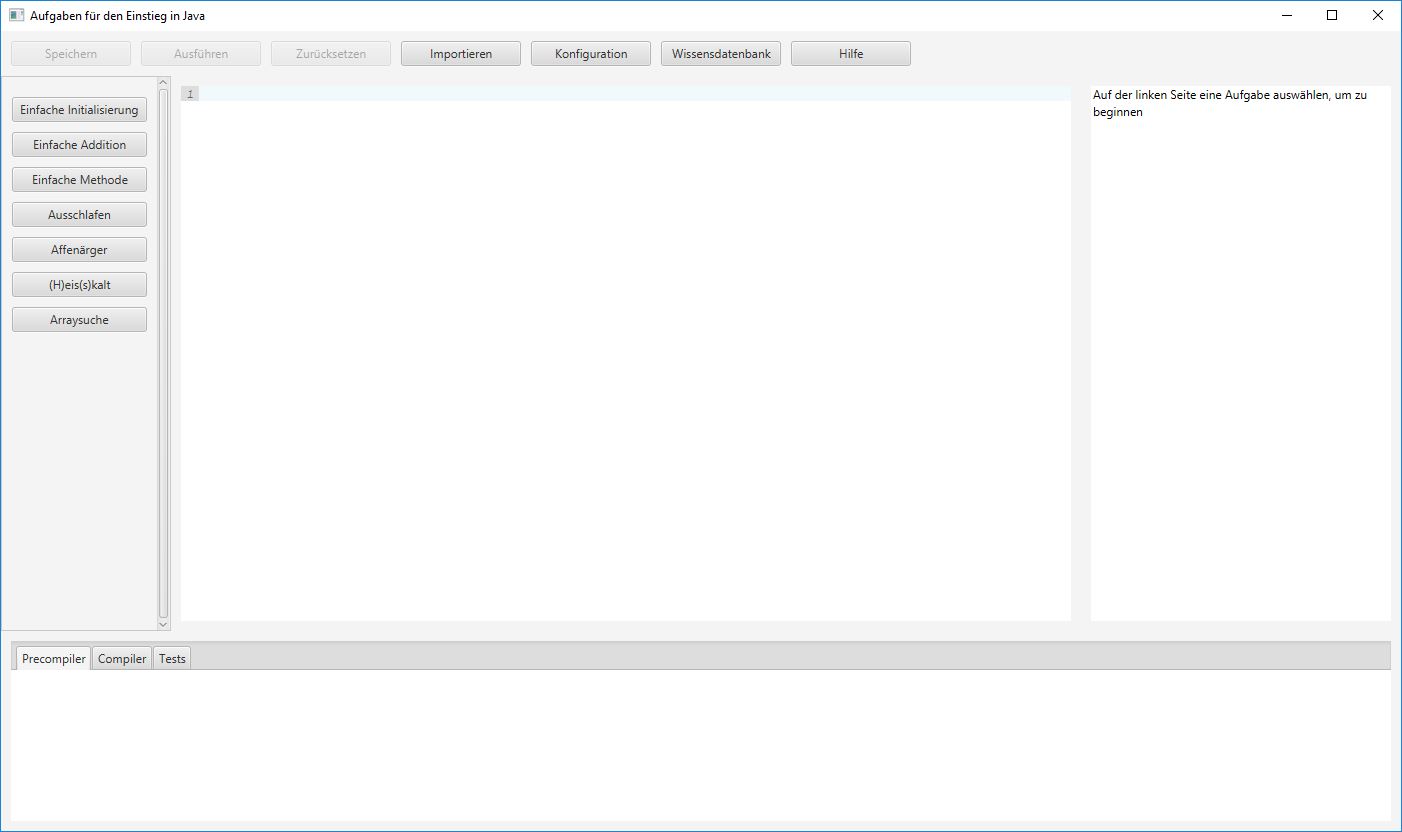 Aufgaben für den Einstieg in Java
Speichern Ausführen Zurücksetzen Importieren Konfiguration Wissensdatenbank Hilfe
Einfache Initialisierung
Einfache Addition
Einfache Methode
Ausschlafen
Affenärger
(H)eis(s)kalt
Arraysuche
1
Auf der linken Seite eine Aufgabe auswählen, um zu
beginnen
Precompiler Compiler Tests